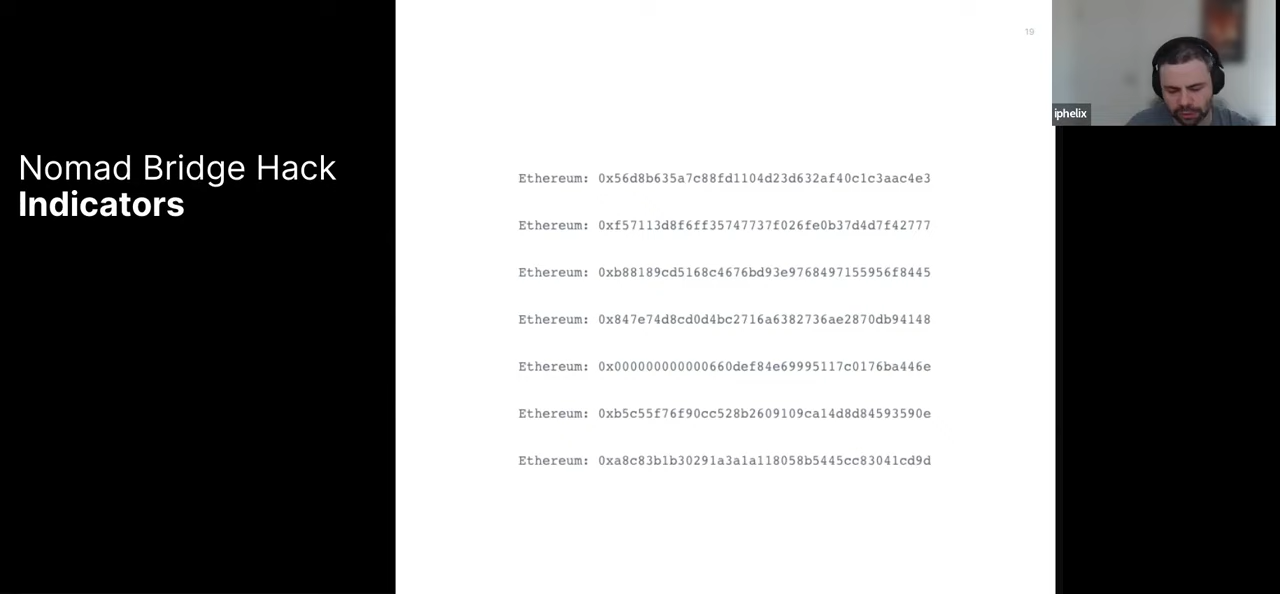 19
iphelix
Nomad Bridge Hack
Indicators
Ethereum: 0x56d8b635a7c88fd1104d23d632af40c1c3aac4e3
Ethereum: 0xf57113d8f6ff35747737f026fe0b37d4d7f42777
Ethereum: 0xb88189cd5168c4676bd93e9768497155956f8445
Ethereum: 0x847e74d8cd0d4bc2716a6382736ae2870db94148
Ethereum: 0x000000000000660def84e69995117c0176ba446e
Ethereum: 0xb5c55f76f90cc528b2609109ca14d8d84593590e
Ethereum: 0xa8c83b1b30291a3a1a118058b5445cc83041cd9d